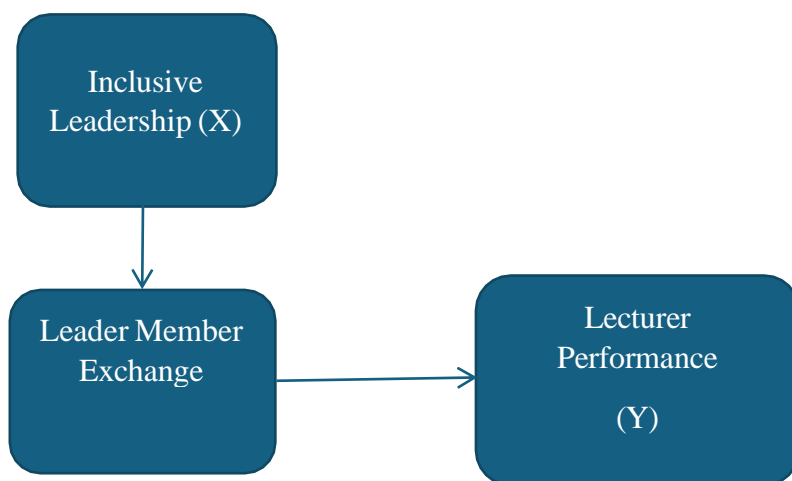 Inclusive
Leadership (X)
Leader Member
Exchange
Lecturer
Performance
(Y)